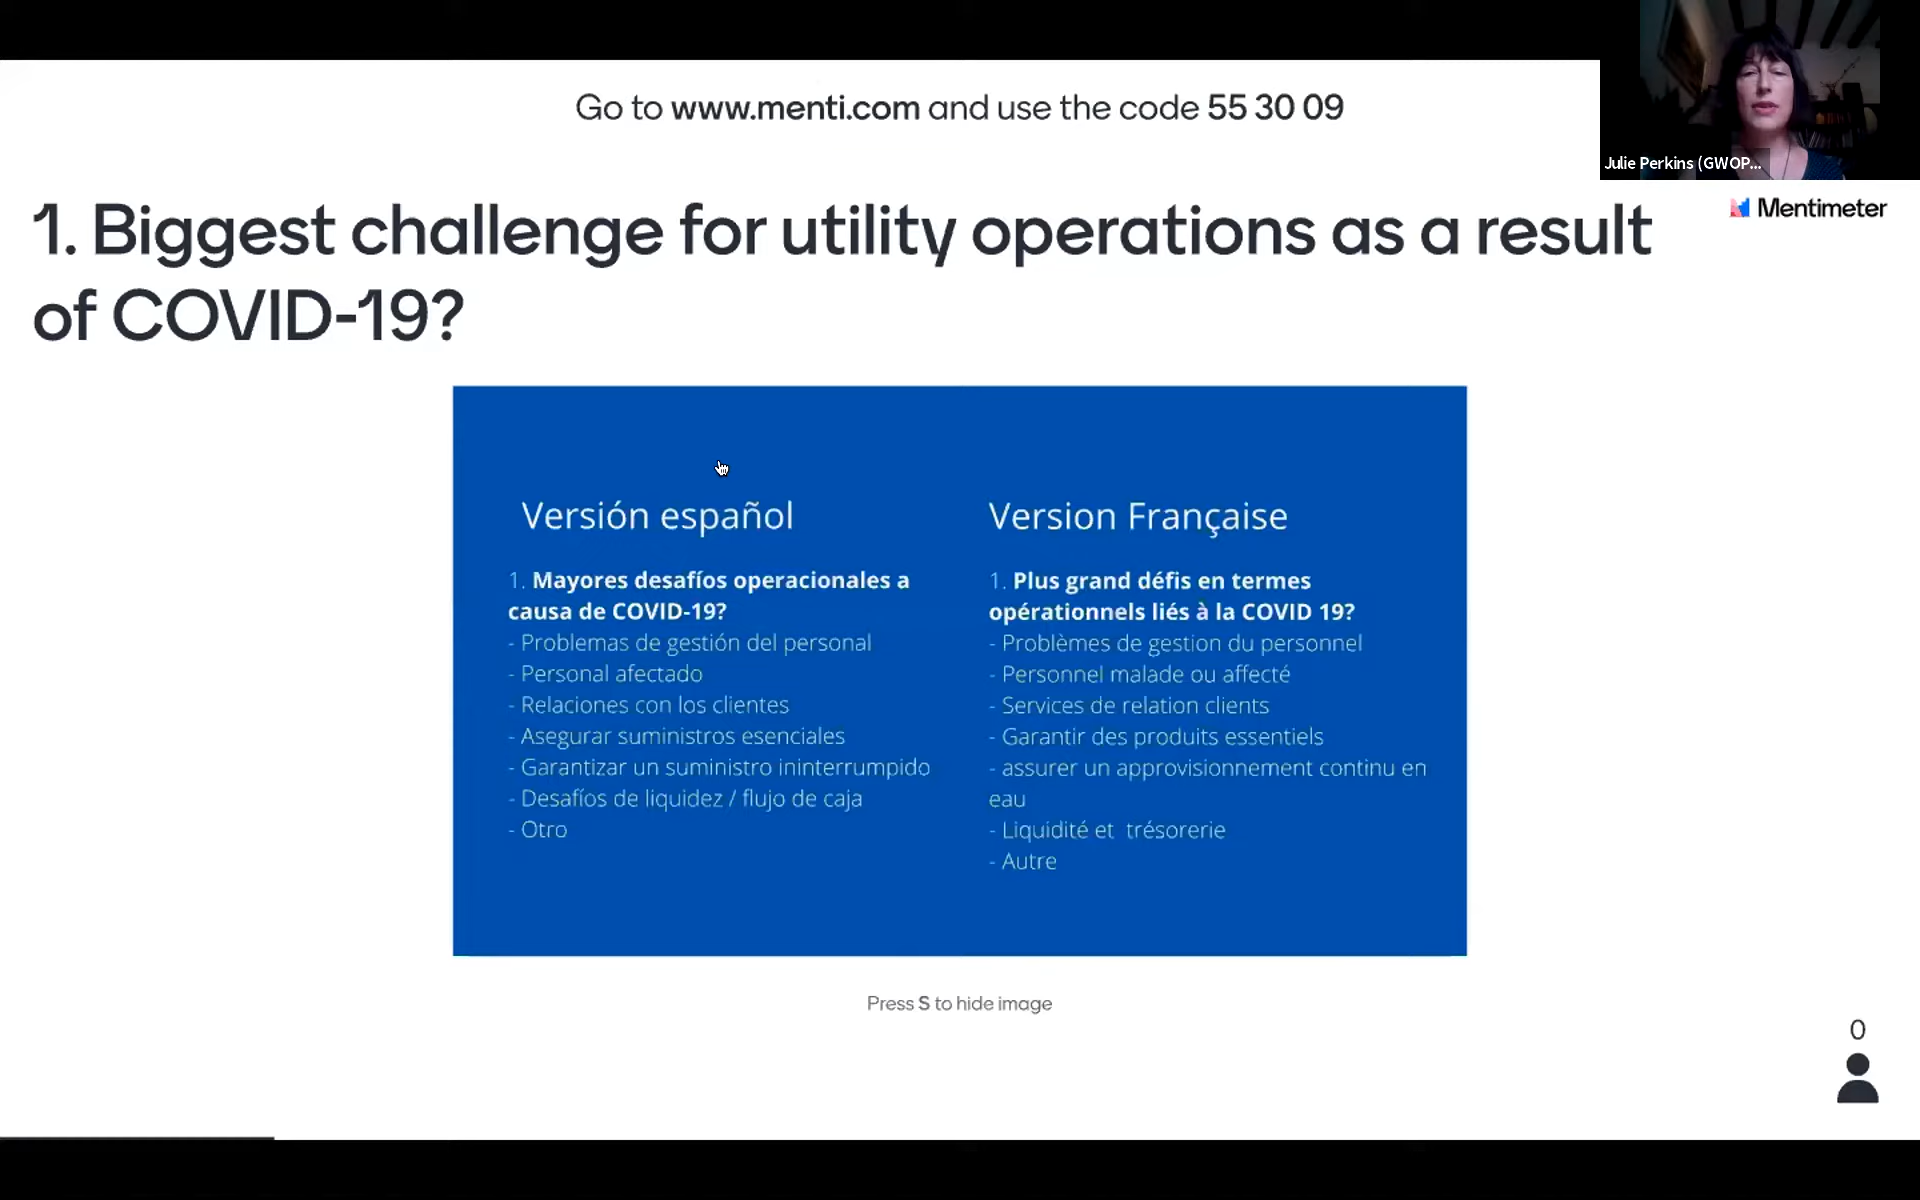 Go to www.menti.com and use the code 55 30 09
Julie Perkins (GWOP...
Mentimeter
1. Biggest challenge for utility operations as a result
of COVID-19?
Versión español
1. Mayores desafíos operacionales a
causa de COVID-19?
- Problemas de gestión del personal
- Personal afectado
- Relaciones con los clientes
- Asegurar suministros esenciales
- Garantizar un suministro ininterrumpido
- Desafíos de liquidez / flujo de caja
- Otro
Version Française
1. Plus grand défis en termes
opérationnels liés à la COVID 19?
- Problèmes de gestion du personnel
- Personnel malade ou affecté
- Services de relation clients
- Garantir des produits essentiels
- assurer un approvisionnement continu en
eau
- Liquidité et  trésorerie
- Autre
Press S to hide image
0